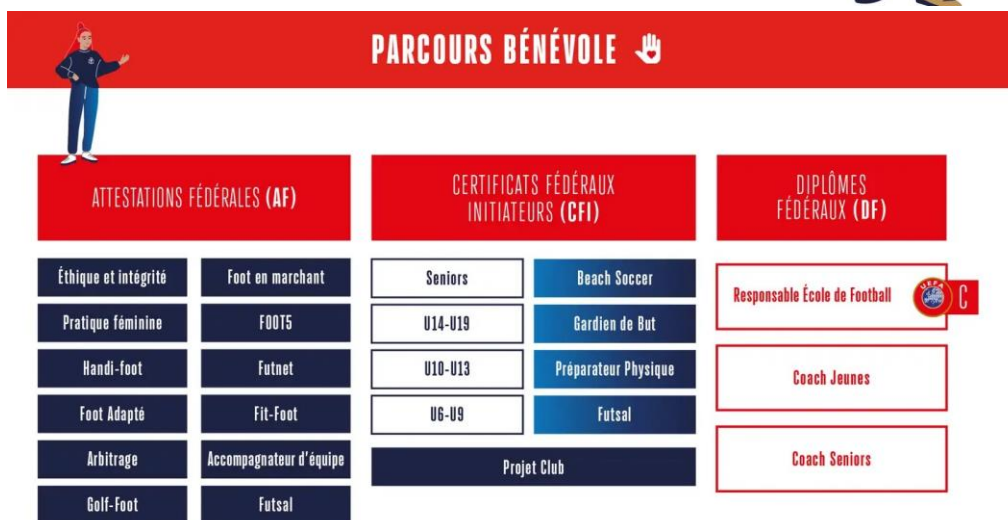 PARCOURS BÉNÉVOLE
ATTESTATIONS FÉDÉRALES (AF)
Éthique et intégrité
Foot en marchant
Pratique féminine
FOOT5
Handi-foot
Futnet
Foot Adapté
Fit-Foot
Arbitrage
Accompagnateur d'équipe
Golf-Foot
Futsal
CERTIFICATS FÉDÉRAUX
INITIATEURS (CFI)
Seniors
Beach Soccer
U14-U19
Gardien de But
U10-U13
Préparateur Physique
U6-U9
Futsal
Projet Club
DIPLÔMES
FÉDÉRAUX (DF)
Responsable École de Football
UEFA
C
Coach Jeunes
Coach Seniors